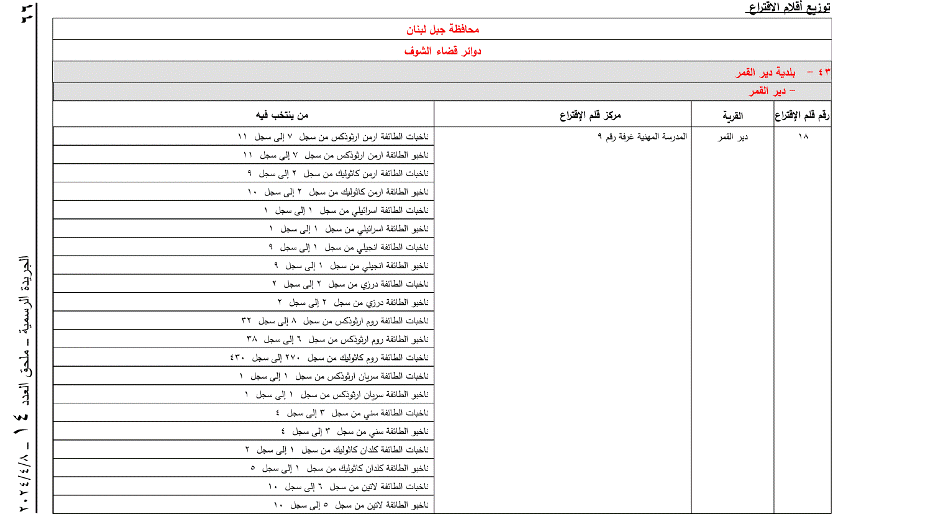 توزيع أقلام الإقتراع
محافظة جبل لبنان
دوائر قضاء الشوف
٤٣ - بلدية دير القمر
- دير القمر
رقم قلم الإقتراع القرية مركز قلم الإقتراع من ينتخب فيه
١٨ دير القمر المدرسة المهنية غرفة رقم ٩ ناخبات الطائفة ارمن ارثوذكس من سجل ٧ إلى سجل ١١
ناخبو الطائفة ارمن ارثوذكس من سجل ٧ إلى سجل ١١
ناخبات الطائفة ارمن كاثوليك من سجل ٢ إلى سجل ٩
ناخبو الطائفة ارمن كاثوليك من سجل ٢ إلى سجل ١٠
ناخبات الطائفة اسرائيلي من سجل ١ إلى سجل ١
ناخبو الطائفة اسرائيلي من سجل ١ إلى سجل ١
ناخبات الطائفة انجيلي من سجل ١ إلى سجل ٩
ناخبو الطائفة انجيلي من سجل ١ إلى سجل ٩
ناخبات الطائفة درزي من سجل ٢ إلى سجل ٢
ناخبو الطائفة درزي من سجل ٢ إلى سجل ٢
ناخبات الطائفة روم ارثوذكس من سجل ٨ إلى سجل ٣٢
ناخبو الطائفة روم ارثوذكس من سجل ٦ إلى سجل ٣٨
ناخبات الطائفة روم كاثوليك من سجل ٢٧٠ إلى سجل ٤٣٠
ناخبات الطائفة سريان ارثوذكس من سجل ١ إلى سجل ١
ناخبو الطائفة سريان ارثوذكس من سجل ١ إلى سجل ١
ناخبات الطائفة سني من سجل ٣ إلى سجل ٤
ناخبو الطائفة سني من سجل ٣ إلى سجل ٤
ناخبات الطائفة كلدان كاثوليك من سجل ١ إلى سجل ٢
ناخبو الطائفة كلدان كاثوليك من سجل ١ إلى سجل ٥
ناخبات الطائفة لاتين من سجل ٦ إلى سجل ١٠
ناخبو الطائفة لاتين من سجل ٥ إلى سجل ١٠
٦٦
الجريدة الرسمية – ملحق العدد ١٤ – ٢٠٢٤/٤/٨